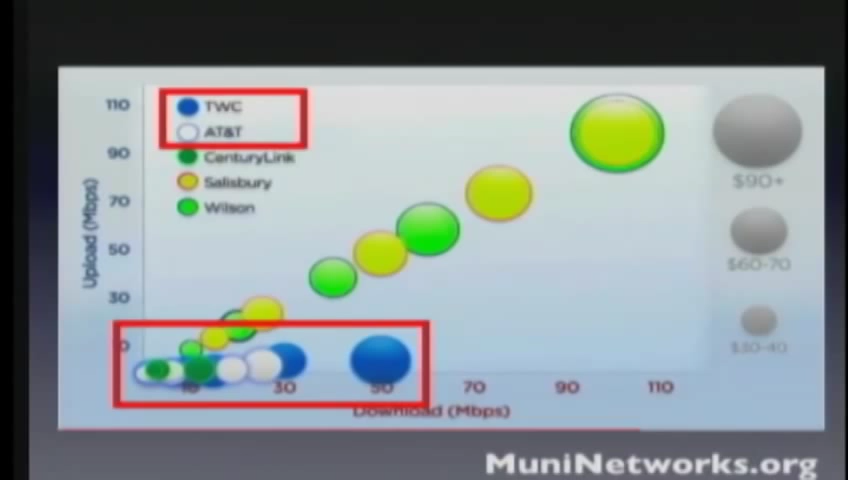 110
90
70
50
30
Upload (Mbps)
TWC
AT&T
CenturyLink
Salisbury
Wilson
30
50
70
90
110
Download (Mbps)
$90+
$60-70
$30-40
MuniNetworks.org